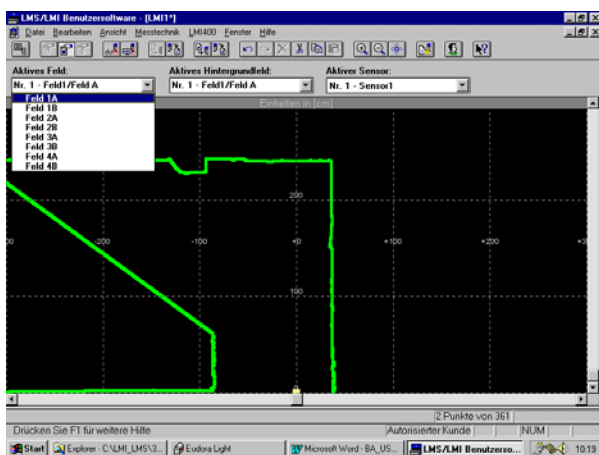 LMS/LMI Benutzersoftware - [LMI1*]
Datei Bearbeiten Ansicht Messtechnik LMI400 Fenster Hilfe
Aktives Feld: Aktives Hintergrundfeld: Aktiver Sensor:
Nr. 1 - Feld1/Feld A Nr. 1 - Feld1/Feld A Nr. 1 - Sensor1
Feld 1A
Feld 1B
Feld 2A
Feld 2B
Feld 3A
Feld 3B
Feld 4A
Feld 4B
Einheiten in [cm]
200
-200 -100 +0 +100 +200
100
2 Punkte von 361
Drücken Sie F1 für weitere Hilfe Autorisierter Kunde NUM
Start Explorer - C:\LMI_LMS\3... Eudora Light Microsoft Word - BA_US... LMS/LMI Benutzerso... 10:19